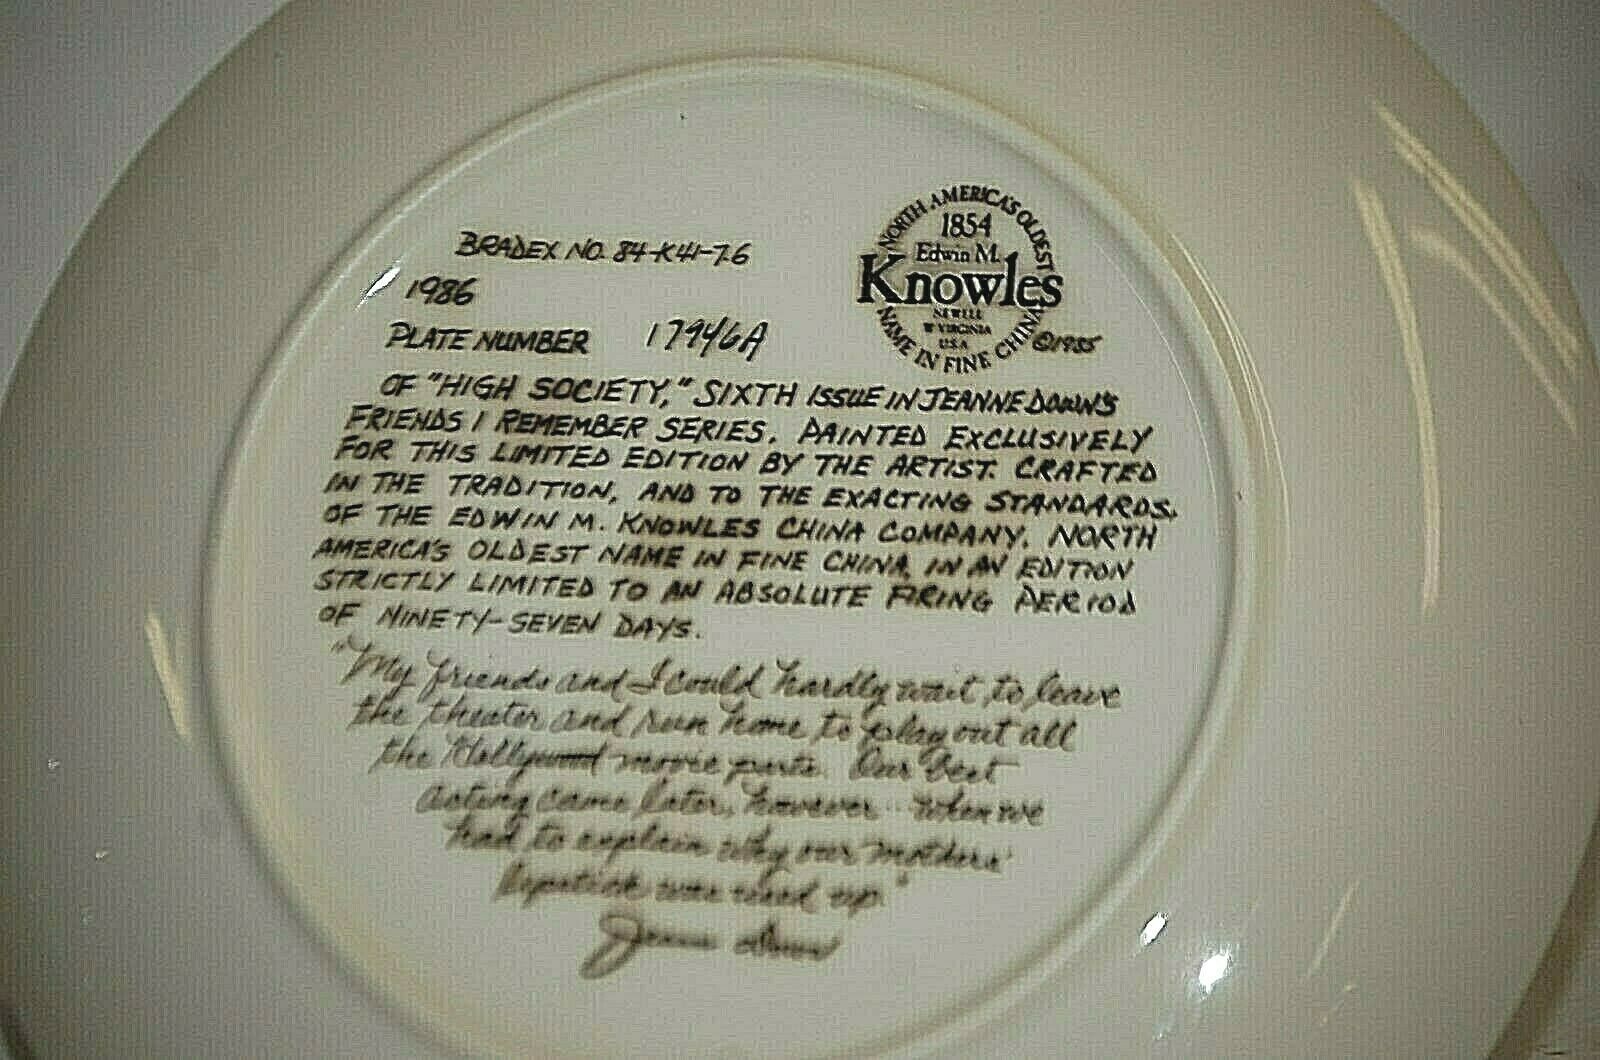 BRADEX NO. 84-K41-7.6
1986
PLATE NUMBER 17946A
NORTH AMERICA'S OLDEST
1854
Edwin M.
Knowles
NEWELL
W VIRGINIA
U.S.A.
NAME IN FINE CHINA
©1985
OF "HIGH SOCIETY," SIXTH ISSUE IN JEANNE DOWN'S
FRIENDS I REMEMBER SERIES. PAINTED EXCLUSIVELY
FOR THIS LIMITED EDITION BY THE ARTIST. CRAFTED
IN THE TRADITION, AND TO THE EXACTING STANDARDS,
OF THE EDWIN M. KNOWLES CHINA COMPANY, NORTH
AMERICA'S OLDEST NAME IN FINE CHINA, IN AN EDITION
STRICTLY LIMITED TO AN ABSOLUTE FIRING PERIOD
OF NINETY-SEVEN DAYS.
"My friends and I could hardly wait to leave
the theater and run home to play out all
the Hollywood movie parts. Our best
acting came later, however.. when we
had to explain why our mothers'
lipstick was used up."
Jeanne Down